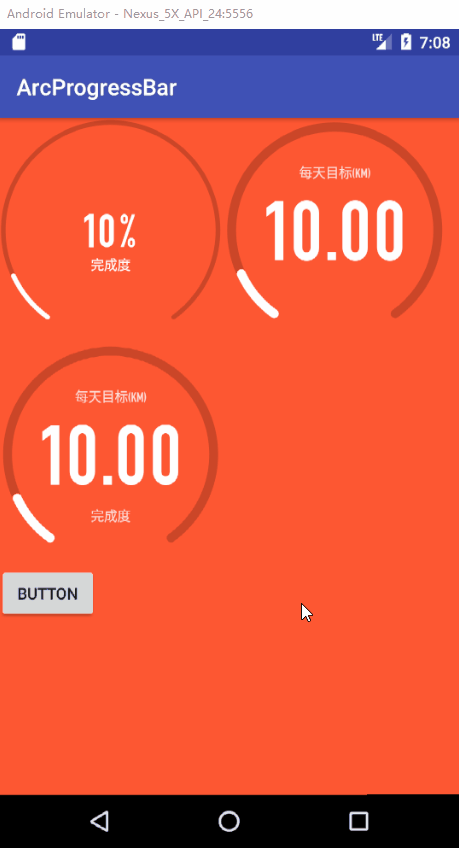 Android Emulator - Nexus_5X_API_24:5556
LTE 7:08
ArcProgressBar
10%
完成度
每天目标(KM)
10.00
每天目标(KM)
10.00
完成度
BUTTON